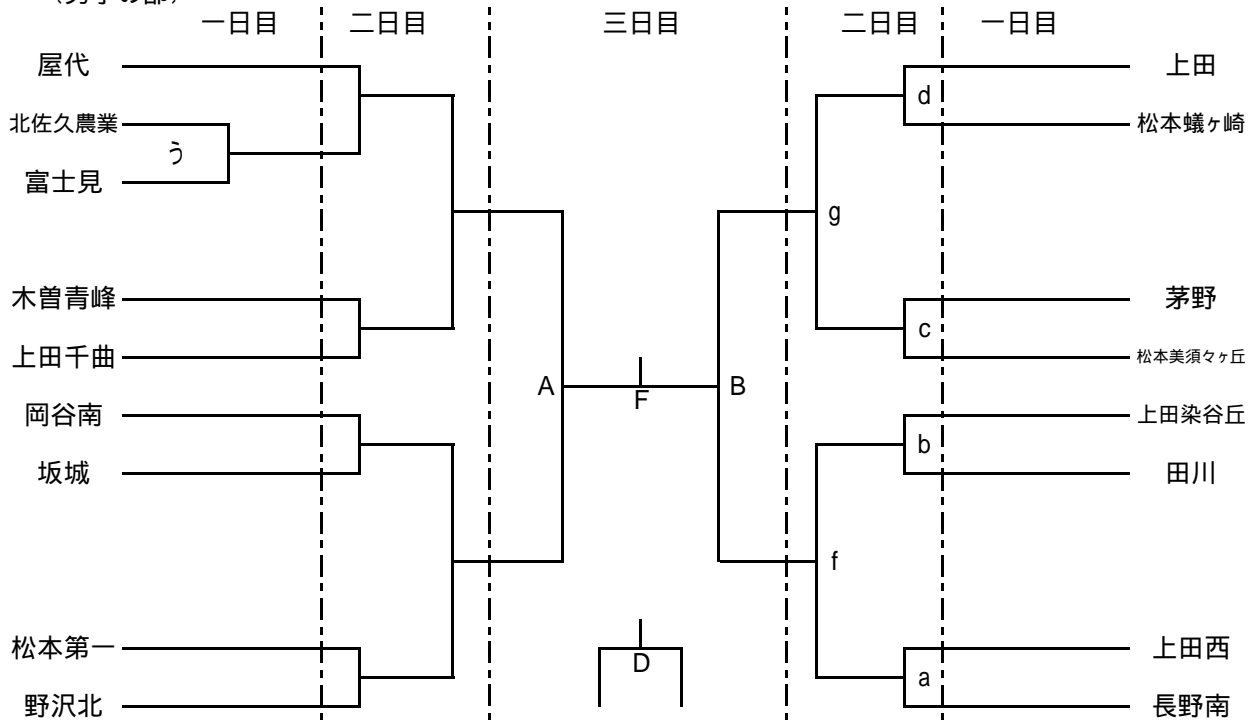 （男子の部）
一日目 二日目 三日目 二日目 一日目
屋代 上田
d
北佐久農業 松本蟻ヶ崎
う
富士見
g
木曽青峰 茅野
c
上田千曲 松本美須々ヶ丘
A F B
岡谷南 上田染谷丘
b
坂城 田川
f
松本第一 上田西
D a
野沢北 長野南